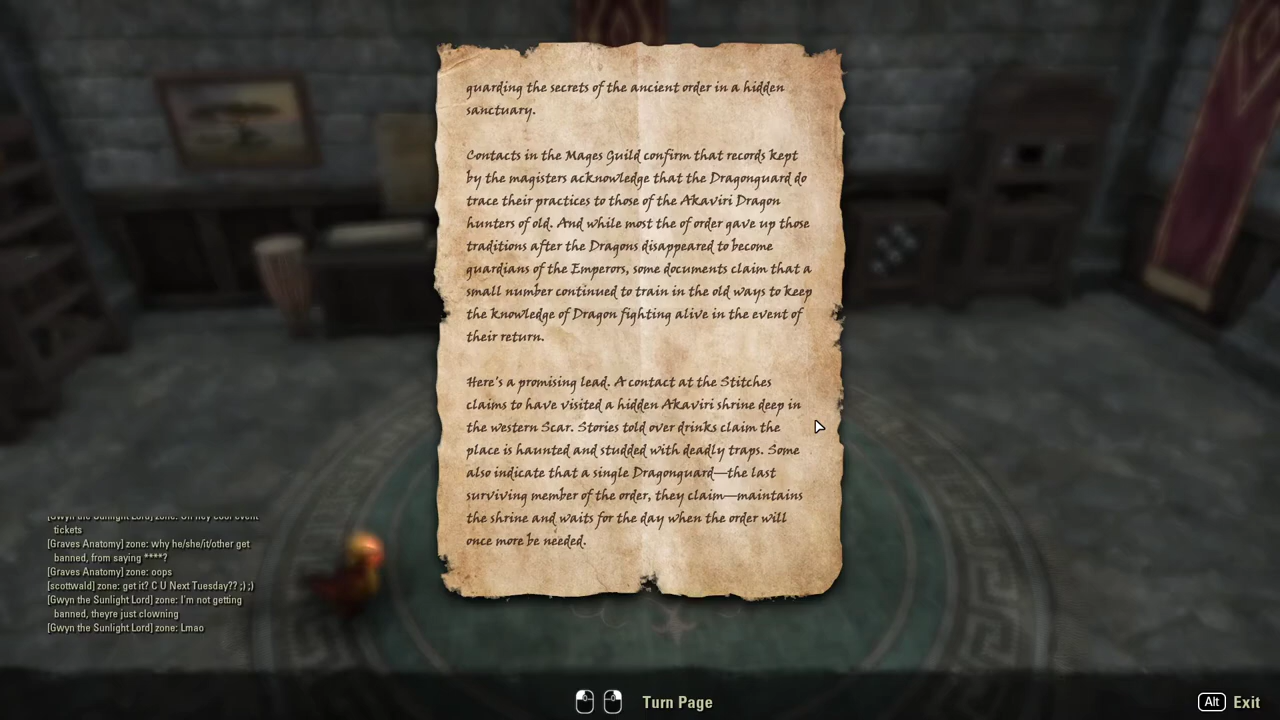 guarding the secrets of the ancient order in a hidden
sanctuary.
Contacts in the Mages Guild confirm that records kept
by the magisters acknowledge that the Dragonguard do
trace their practices to those of the Akaviri Dragon
hunters of old. And while most the of order gave up those
traditions after the Dragons disappeared to become
guardians of the Emperors, some documents claim that a
small number continued to train in the old ways to keep
the knowledge of Dragon fighting alive in the event of
their return.
Here's a promising lead. A contact at the Stitches
claims to have visited a hidden Akaviri shrine deep in
the western Scar. Stories told over drinks claim the
place is haunted and studded with deadly traps. Some
also indicate that a single Dragonguard—the last
surviving member of the order, they claim—maintains
the shrine and waits for the day when the order will
once more be needed.
[Gwyn the Sunlight Lord] zone: Oh hey cool event
tickets
[Graves Anatomy] zone: why he/she/it/other get
banned, from saying ****?
[Graves Anatomy] zone: oops
[scottwald] zone: get it? C U Next Tuesday?? ;) ;)
[Gwyn the Sunlight Lord] zone: I'm not getting
banned, theyre just clowning
[Gwyn the Sunlight Lord] zone: Lmao
Turn Page
Alt Exit